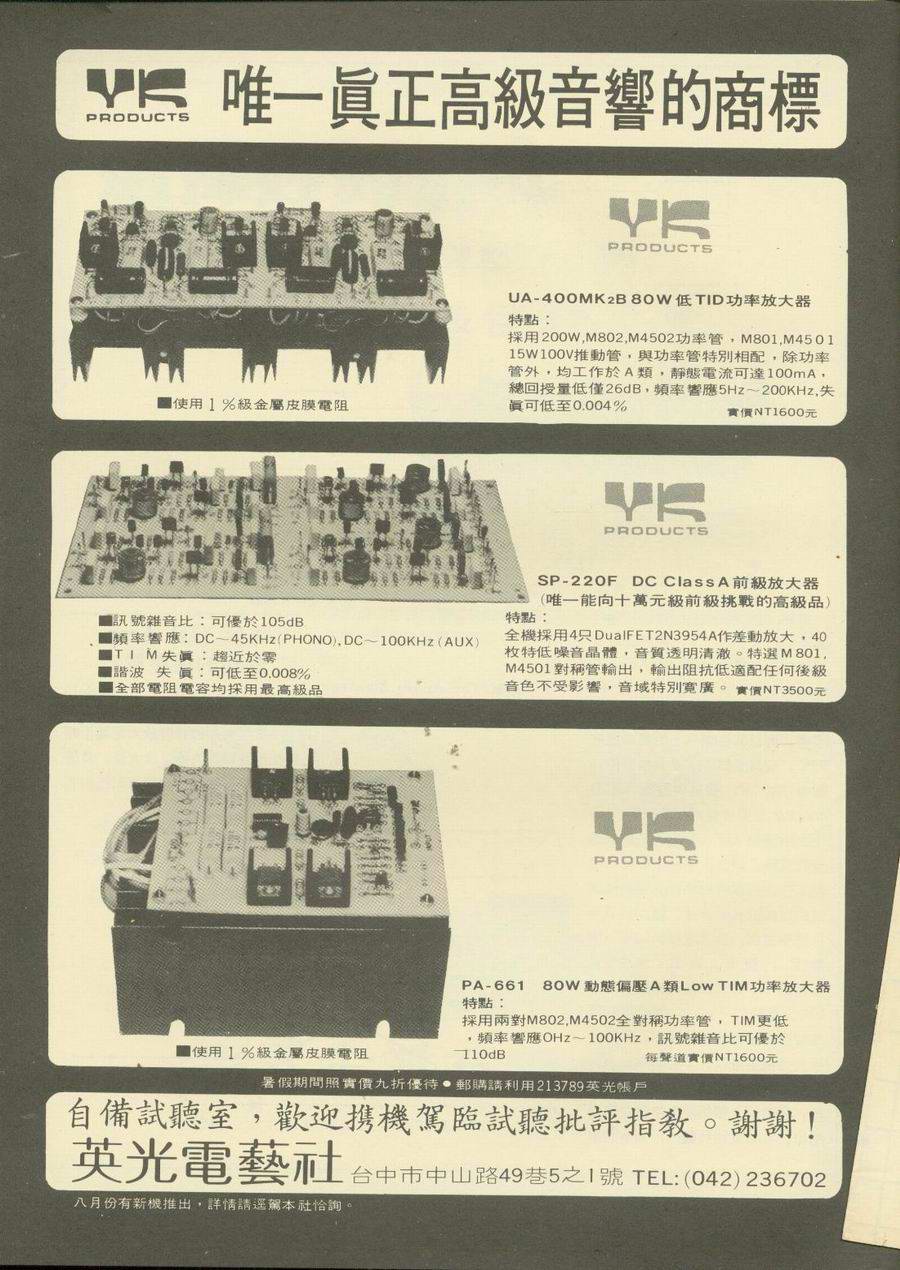 YK
PRODUCTS
唯一眞正高級音響的商標
YK
PRODUCTS
UA-400MK2B 80W 低TID功率放大器
特點：
採用200W,M802,M4502功率管，M801,M4501
15W100V推動管，與功率管特別相配，除功率
管外，均工作於A類，靜態電流可達100mA，
總回授量低僅26dB，頻率響應5Hz～200KHz,失
眞可低至0.004%
實價NT1600元
■使用1%級金屬皮膜電阻
YK
PRODUCTS
SP-220F DC Class A前級放大器
(唯一能向十萬元級前級挑戰的高級品)
特點：
全機採用4只DualFET2N3954A作差動放大，40
枚特低噪音晶體，音質透明清澈。特選M801,
M4501對稱管輸出，輸出阻抗低適配任何後級
音色不受影響，音域特別寬廣。 實價NT3500元
■訊號雜音比：可優於105dB
■頻率響應：DC～45KHz(PHONO),DC～100KHz(AUX)
■TIM失眞：趨近於零
■諧波失眞：可低至0.008%
■全部電阻電容均採用最高級品
YK
PRODUCTS
PA-661 80W動態偏壓A類Low TIM功率放大器
特點：
採用兩對M802,M4502全對稱功率管，TIM更低
，頻率響應0Hz～100KHz，訊號雜音比可優於
110dB
每聲道實價NT1600元
■使用1%級金屬皮膜電阻
暑假期間照實價九折優待●郵購請利用213789英光帳戶
自備試聽室，歡迎携機駕臨試聽批評指教。謝謝！
英光電藝社 台中市中山路49巷5之1號 TEL:(042)236702
八月份有新機推出，詳情請逕駕本社恰詢。